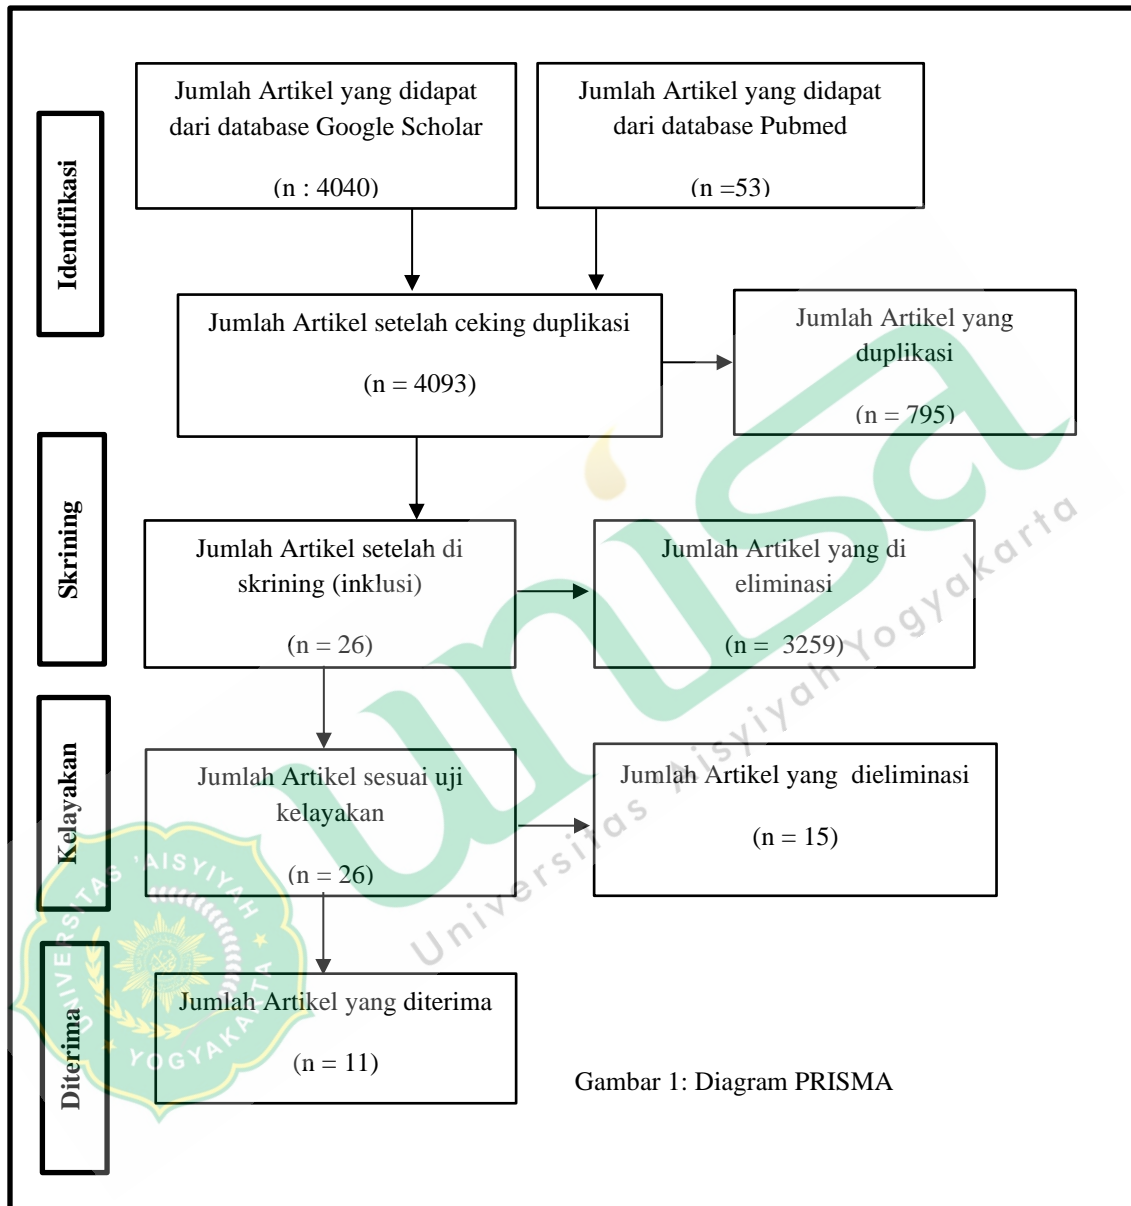 Identifikasi
Jumlah Artikel yang didapat
dari database Google Scholar
(n : 4040)
Jumlah Artikel yang didapat
dari database Pubmed
(n =53)
Jumlah Artikel setelah ceking duplikasi
(n = 4093)
Jumlah Artikel yang
duplikasi
(n = 795)
Skrining
Jumlah Artikel setelah di
skrining (inklusi)
(n = 26)
Jumlah Artikel yang di
eliminasi
(n =  3259)
Kelayakan
Jumlah Artikel sesuai uji
kelayakan
(n = 26)
Jumlah Artikel yang  dieliminasi
(n = 15)
Diterima
Jumlah Artikel yang diterima
(n = 11)
Gambar 1: Diagram PRISMA
unisa
Universitas 'Aisyiyah Yogyakarta
UNIVERSITAS 'AISYIYAH
YOGYAKARTA